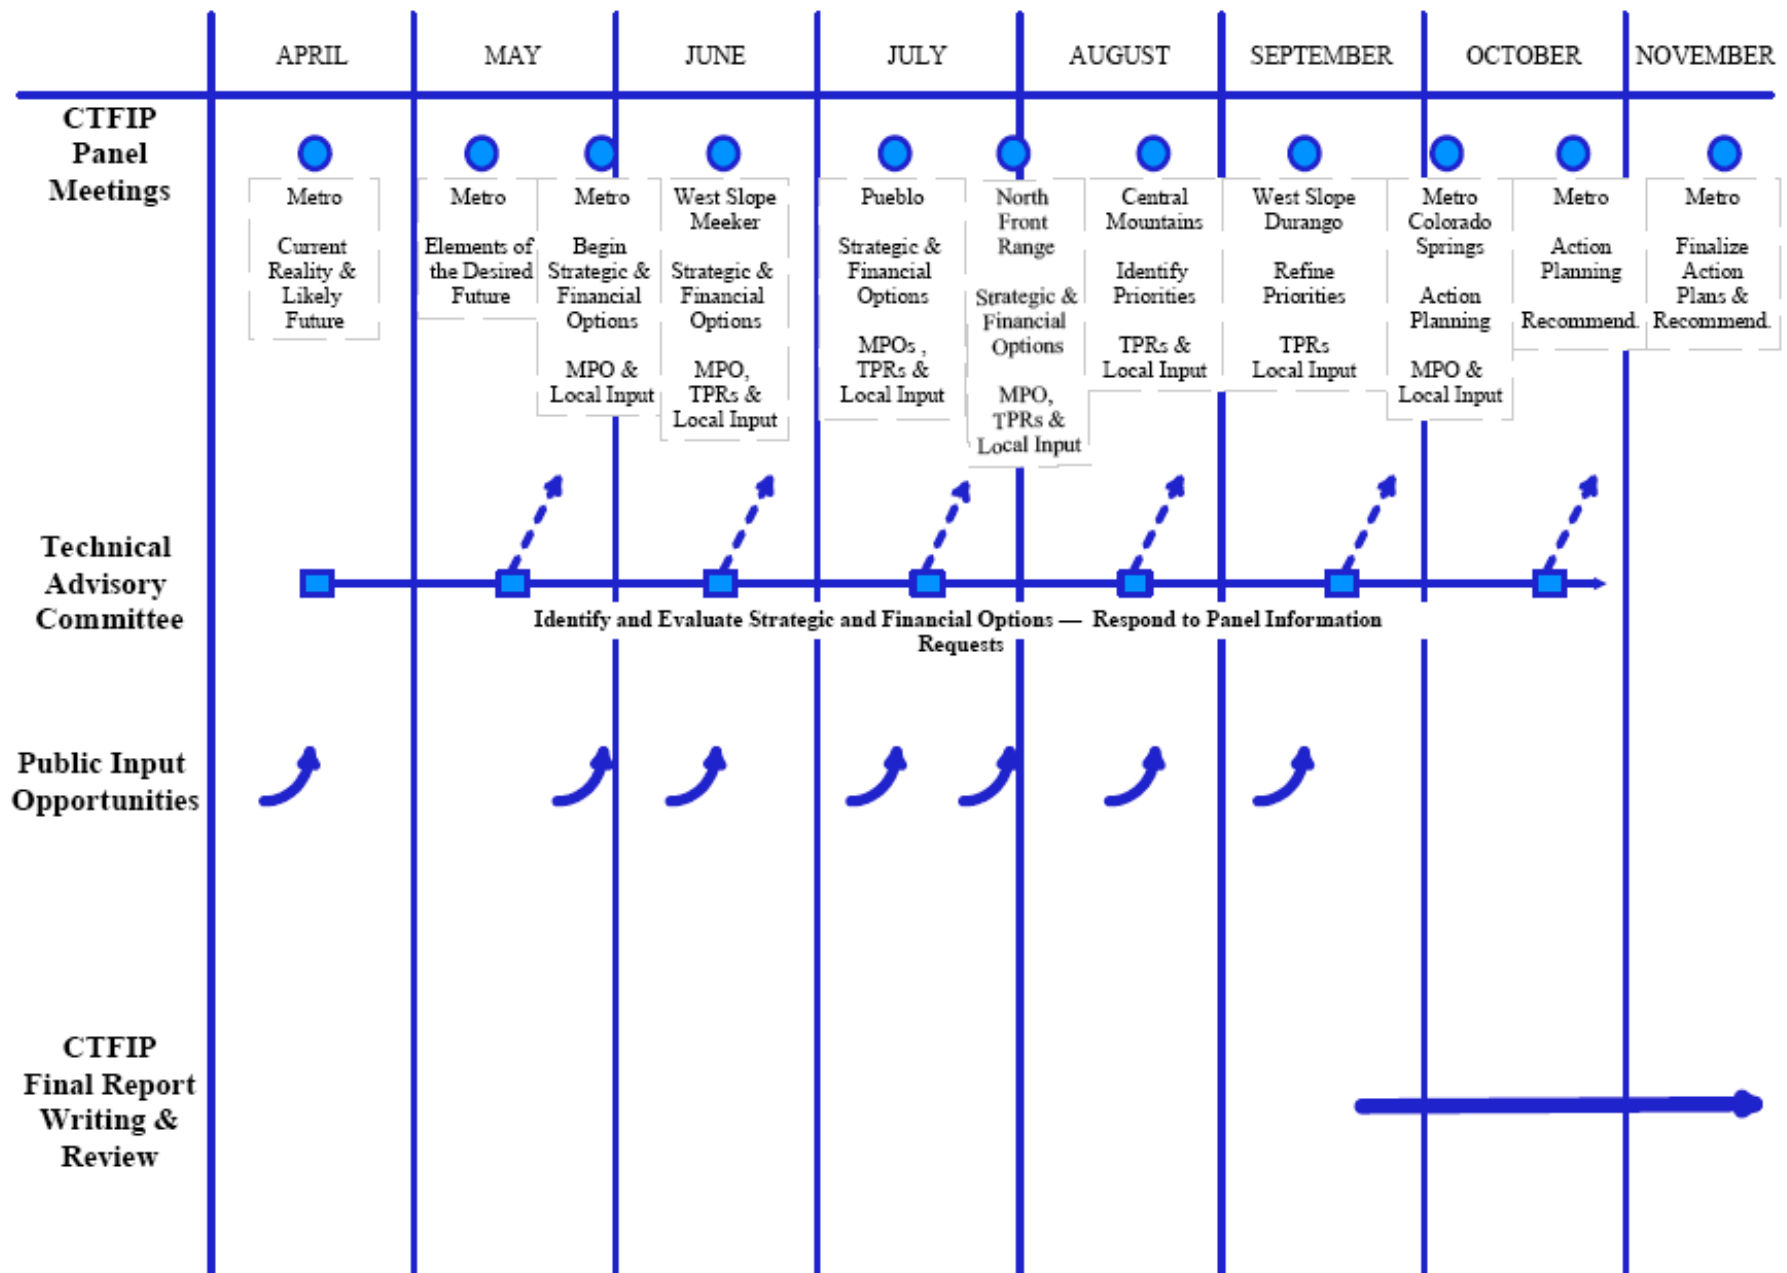 APRIL
MAY
JUNE
JULY
AUGUST
SEPTEMBER
OCTOBER
NOVEMBER
CTFIP
Panel
Meetings
Metro
Current
Reality &
Likely
Future
Metro
Elements of
the Desired
Future
Metro
Begin
Strategic &
Financial
Options
MPO &
Local Input
West Slope
Meeker
Strategic &
Financial
Options
MPO,
TPRs &
Local Input
Pueblo
Strategic &
Financial
Options
MPOs ,
TPRs &
Local Input
North
Front
Range
Strategic &
Financial
Options
MPO,
TPRs &
Local Input
Central
Mountains
Identify
Priorities
TPRs &
Local Input
West Slope
Durango
Refine
Priorities
TPRs
Local Input
Metro
Colorado
Springs
Action
Planning
MPO &
Local Input
Metro
Action
Planning
Recommend.
Metro
Finalize
Action
Plans &
Recommend.
Technical
Advisory
Committee
Identify and Evaluate Strategic and Financial Options — Respond to Panel Information
Requests
Public Input
Opportunities
CTFIP
Final Report
Writing &
Review